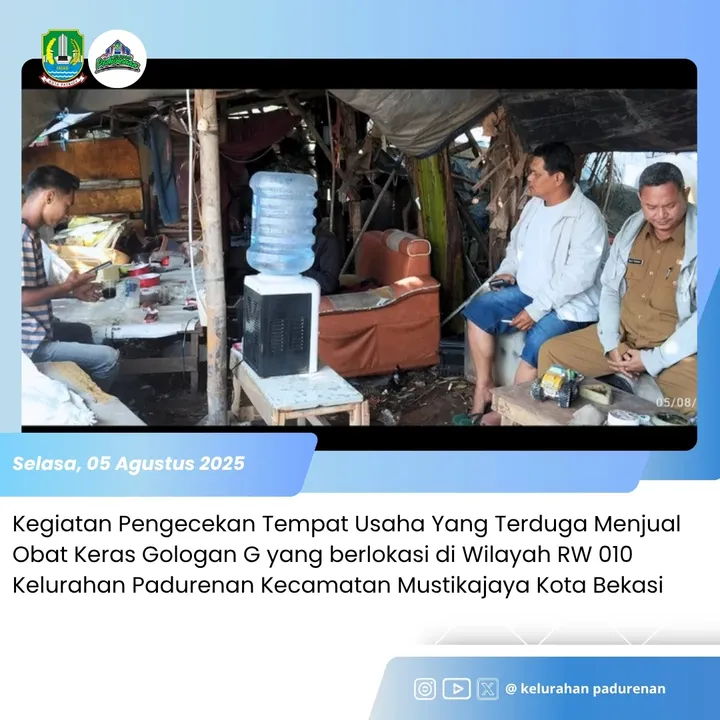 05/08/
Selasa, 05 Agustus 2025
Kegiatan Pengecekan Tempat Usaha Yang Terduga Menjual
Obat Keras Gologan G yang berlokasi di Wilayah RW 010
Kelurahan Padurenan Kecamatan Mustikajaya Kota Bekasi
@ kelurahan padurenan